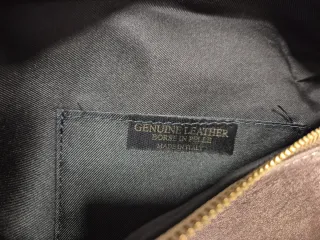 GENUINE LEATHER
BORSE IN PELLE
MADE IN ITALY